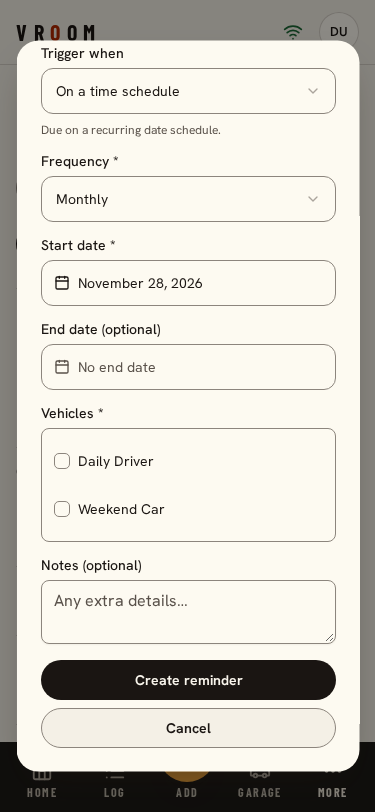 VROOM
DU
Trigger when
On a time schedule
Due on a recurring date schedule.
Frequency *
Monthly
Start date *
November 28, 2026
End date (optional)
No end date
Vehicles *
Daily Driver
Weekend Car
Notes (optional)
Any extra details...
Create reminder
Cancel
HOME LOG ADD GARAGE MORE